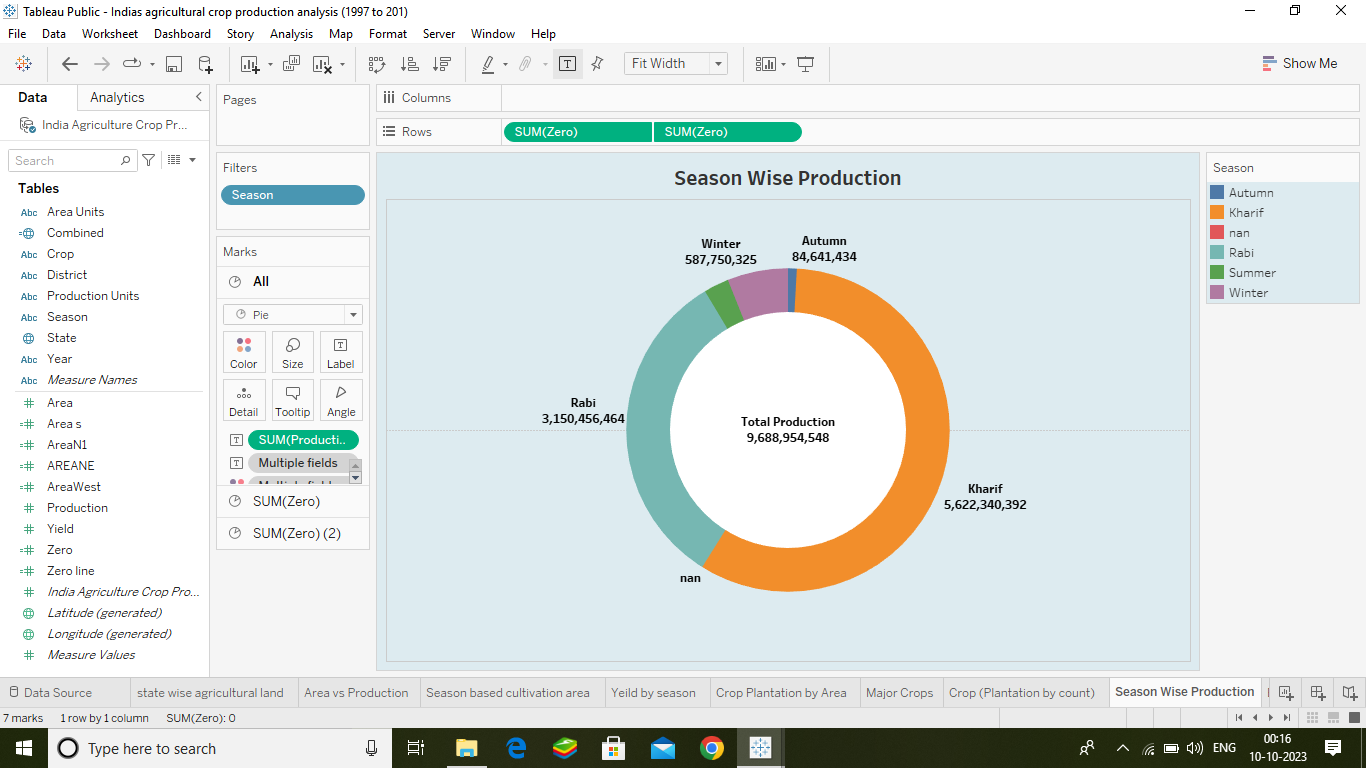 Tableau Public - Indias agricultural crop production analysis (1997 to 201)
File Data Worksheet Dashboard Story Analysis Map Format Server Window Help
Fit Width
Show Me
Data Analytics
India Agriculture Crop Pr...
Search
Tables
Abc Area Units
Combined
Abc Crop
Abc District
Abc Production Units
Abc Season
State
Abc Year
Abc Measure Names
Area
Area s
AreaN1
AREANE
AreaWest
Production
Yield
Zero
Zero line
India Agriculture Crop Pro...
Latitude (generated)
Longitude (generated)
Measure Values
Pages
Filters
Season
Marks
All
Pie
Color Size Label
Detail Tooltip Angle
SUM(Producti..
Multiple fields
SUM(Zero)
SUM(Zero) (2)
Columns
Rows SUM(Zero) SUM(Zero)
Season Wise Production
Winter
587,750,325
Autumn
84,641,434
Rabi
3,150,456,464
Total Production
9,688,954,548
Kharif
5,622,340,392
nan
Season
Autumn
Kharif
nan
Rabi
Summer
Winter
Data Source state wise agricultural land Area vs Production Season based cultivation area Yeild by season Crop Plantation by Area Major Crops Crop (Plantation by count) Season Wise Production
7 marks 1 row by 1 column SUM(Zero): 0
Type here to search
ENG
00:16
10-10-2023